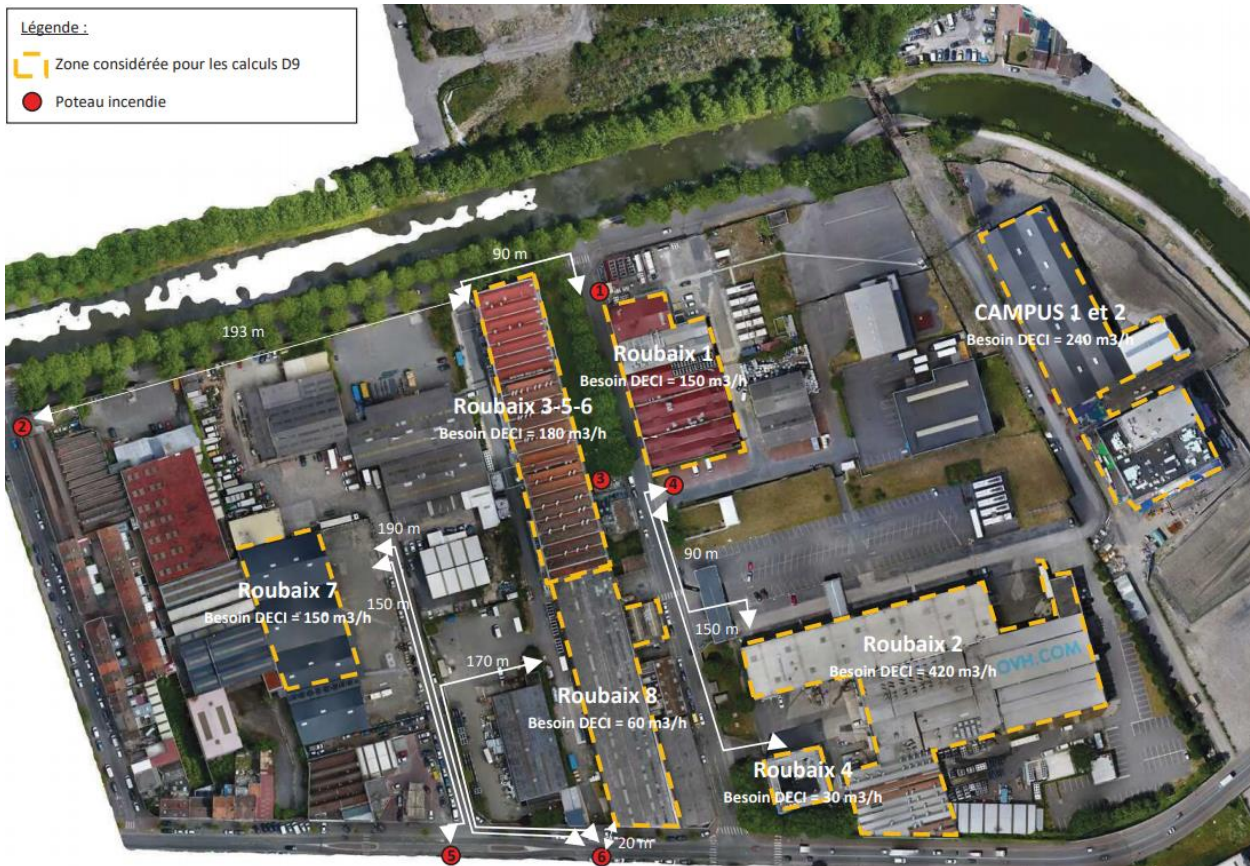 Légende :
Zone considérée pour les calculs D9
Poteau incendie
90 m
1
193 m
CAMPUS 1 et 2
Besoin DECI = 240 m3/h
Roubaix 1
Besoin DECI = 150 m3/h
Roubaix 3-5-6
Besoin DECI = 180 m3/h
2
3
4
190 m
90 m
Roubaix 7
Besoin DECI = 150 m3/h
150 m
150 m
Roubaix 2
Besoin DECI = 420 m3/h
OVH.COM
170 m
Roubaix 8
Besoin DECI = 60 m3/h
Roubaix 4
Besoin DECI = 30 m3/h
20 m
5
6